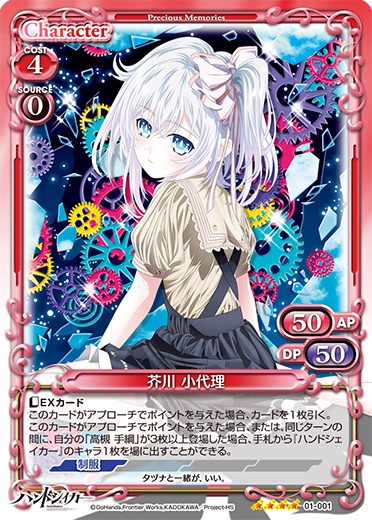 Precious Memories
Character
COST
4
SOURCE
0
50 AP
DP 50
芥川 小代理
EXカード
このカードがアプローチでポイントを与えた場合、カードを1枚引く。
このカードがアプローチでポイントを与えた場合、または、同じターンの
間に、自分の「高槻 手綱」が3枚以上登場した場合、手札から『ハンドシェ
イカー』のキャラ1枚を場に出すことができる。
制服
タヅナと一緒が、いい。
ハンドシェイカー
©GoHands,Frontier Works,KADOKAWA／Project-HS
01-001